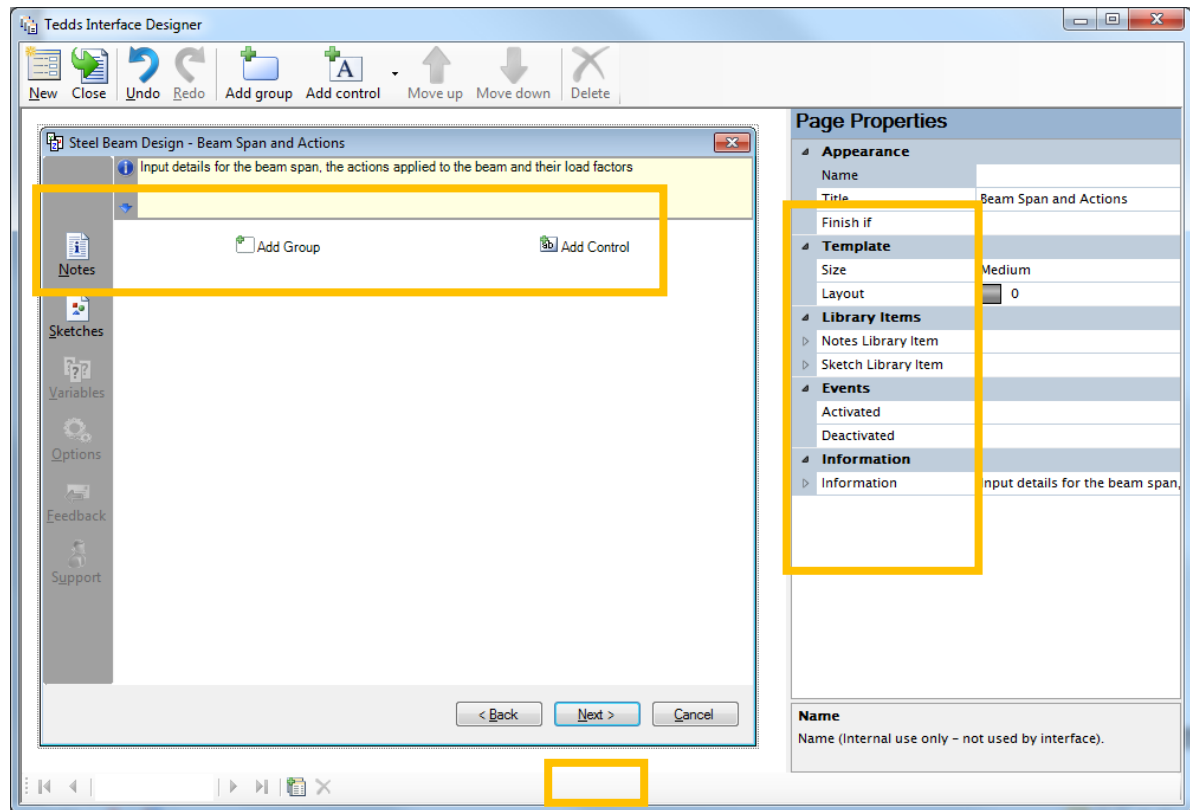 Tedds Interface Designer
New Close Undo Redo Add group Add control Move up Move down Delete
Steel Beam Design - Beam Span and Actions
Input details for the beam span, the actions applied to the beam and their load factors
Add Group Add Control
Notes
Sketches
Variables
Options
Feedback
Support
< Back Next > Cancel
Page Properties
Appearance
Name
Title Beam Span and Actions
Finish if
Template
Size Medium
Layout 0
Library Items
Notes Library Item
Sketch Library Item
Events
Activated
Deactivated
Information
Information Input details for the beam span,
Name
Name (Internal use only – not used by interface).